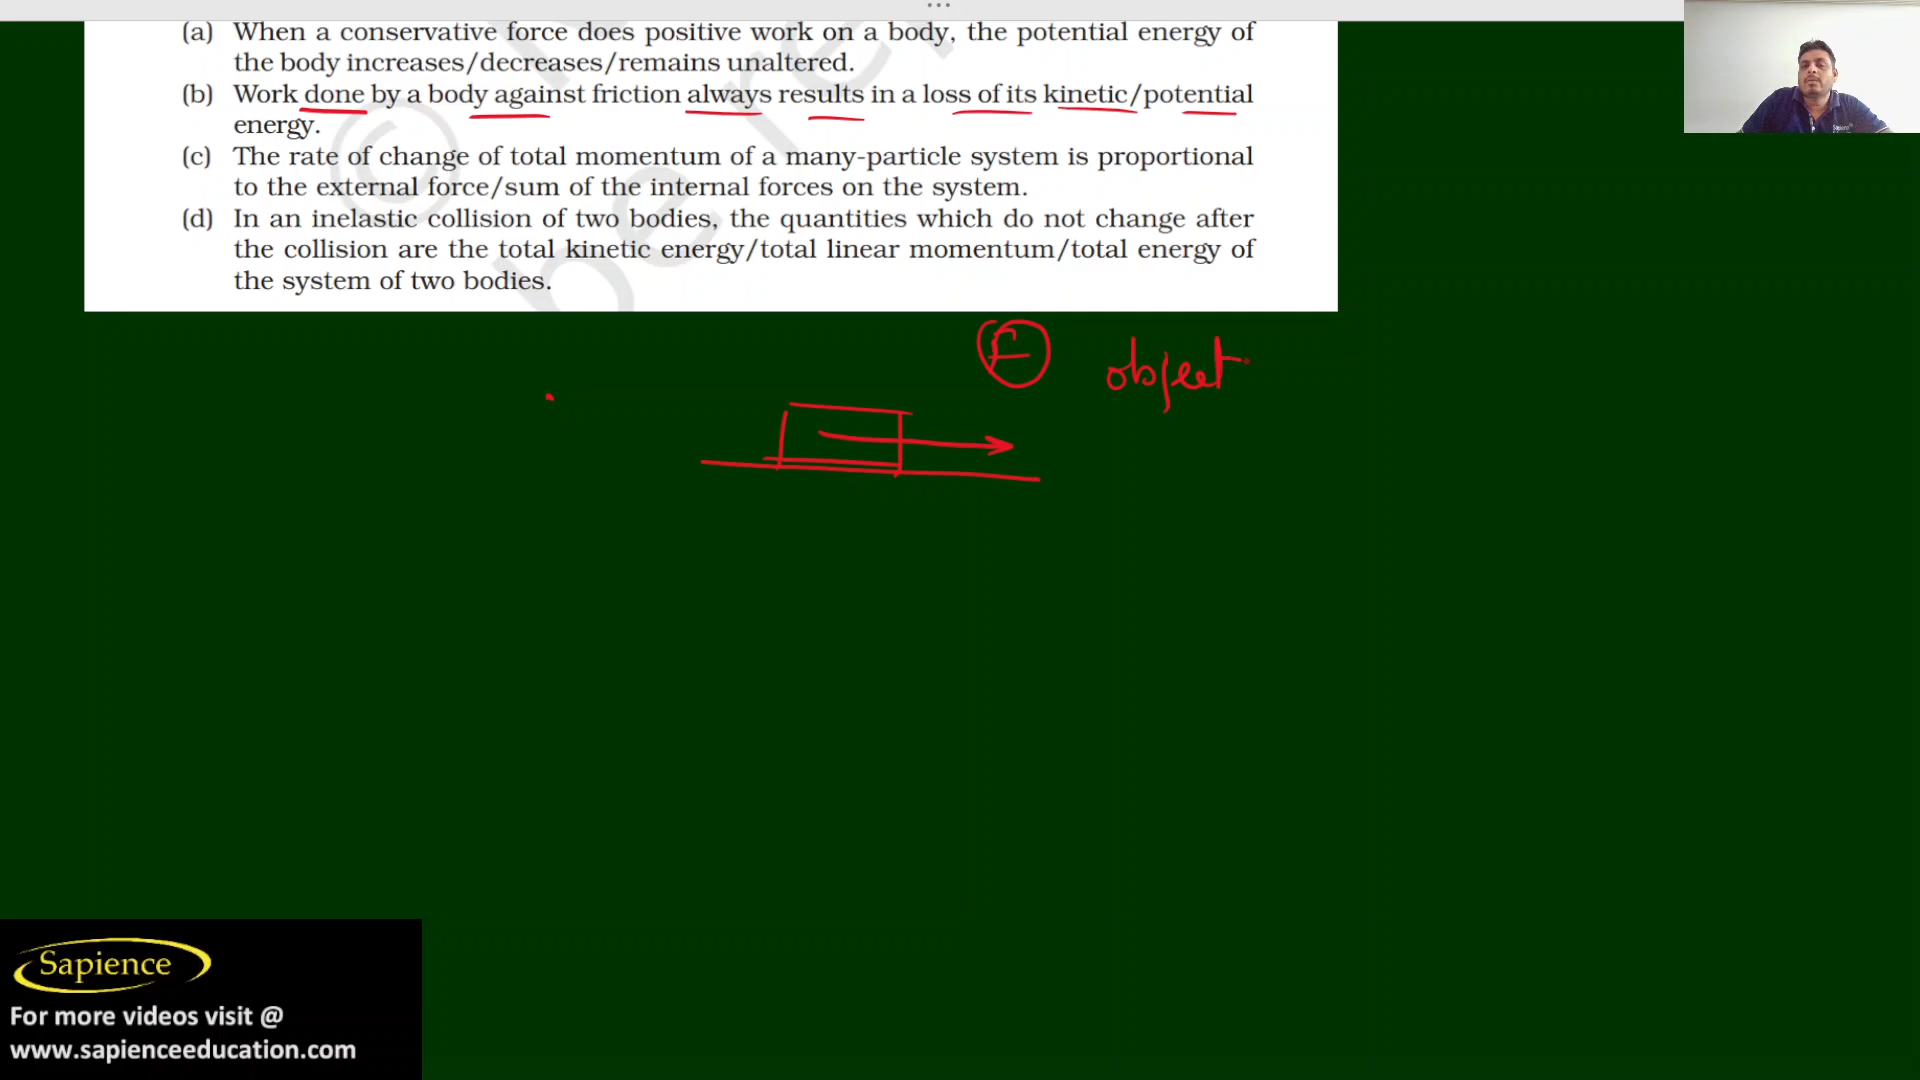 (a) When a conservative force does positive work on a body, the potential energy of
the body increases/decreases/remains unaltered.
(b) Work done by a body against friction always results in a loss of its kinetic/potential
energy.
(c) The rate of change of total momentum of a many-particle system is proportional
to the external force/sum of the internal forces on the system.
(d) In an inelastic collision of two bodies, the quantities which do not change after
the collision are the total kinetic energy/total linear momentum/total energy of
the system of two bodies.
F object
Sapience
For more videos visit @
www.sapienceeducation.com